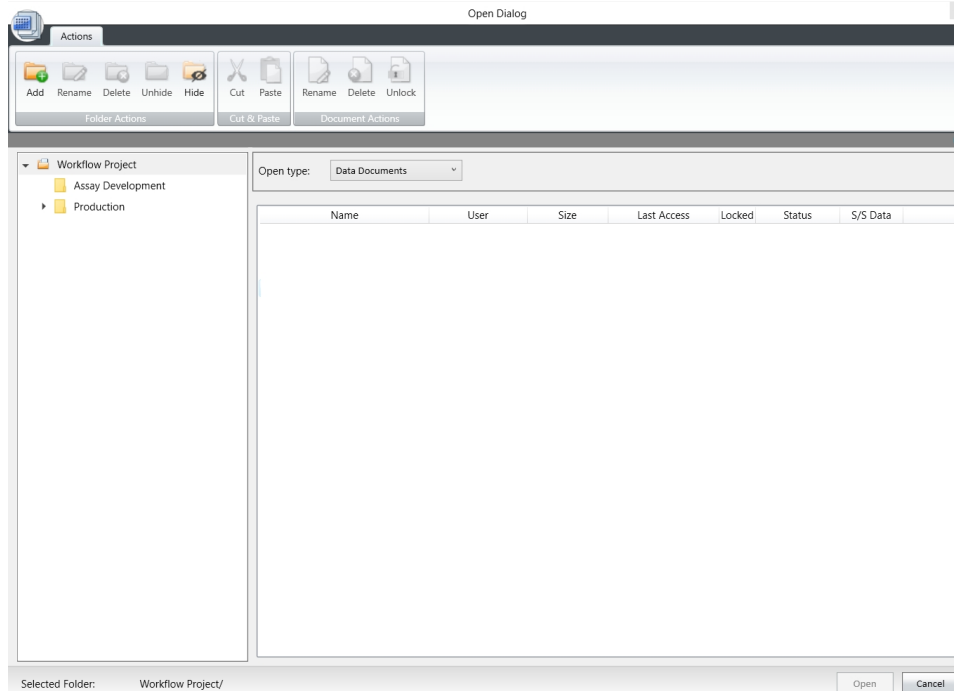 Open Dialog
Actions
Add Rename Delete Unhide Hide Cut Paste Rename Delete Unlock
Folder Actions Cut & Paste Document Actions
Workflow Project
Assay Development
Production
Open type: Data Documents
Name User Size Last Access Locked Status S/S Data
Selected Folder: Workflow Project/
Open Cancel